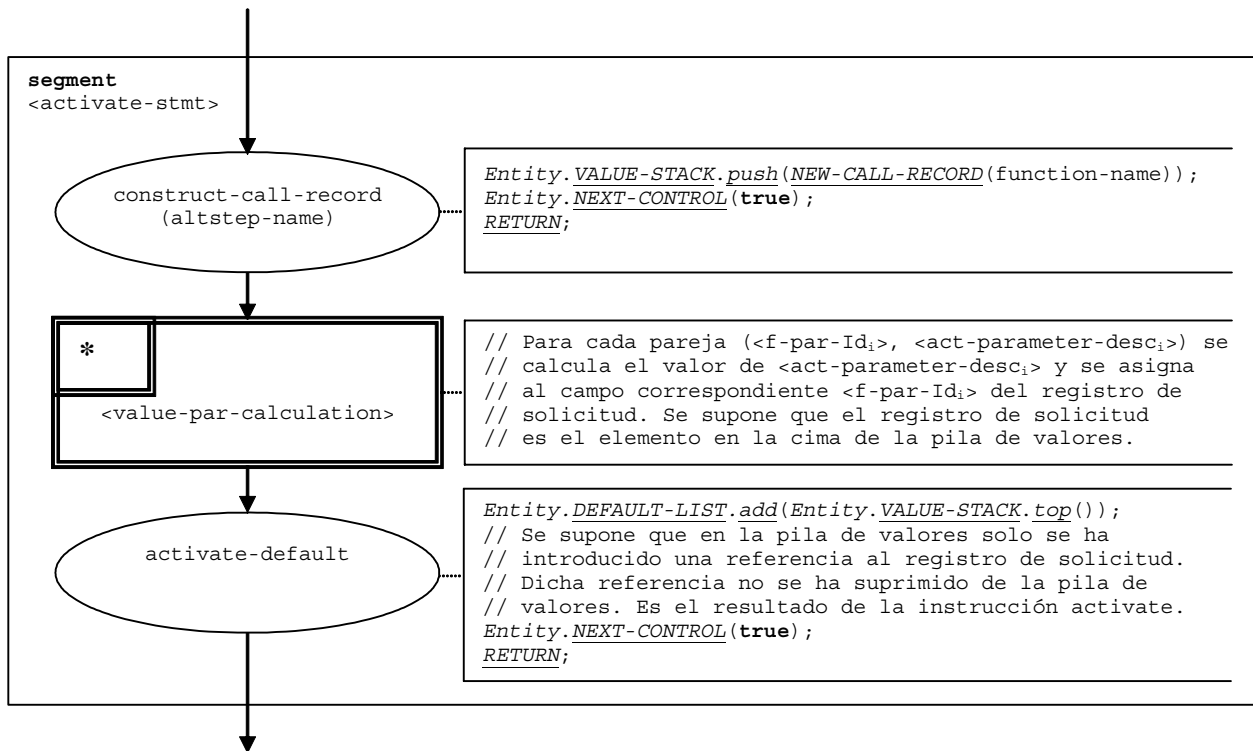 segment
<activate-stmt>
construct-call-record
(altstep-name)
Entity.VALUE-STACK.push(NEW-CALL-RECORD(function-name));
Entity.NEXT-CONTROL(true);
RETURN;
*
<value-par-calculation>
// Para cada pareja (<f-par-Idᵢ>, <act-parameter-descᵢ>) se
// calcula el valor de <act-parameter-descᵢ> y se asigna
// al campo correspondiente <f-par-Idᵢ> del registro de
// solicitud. Se supone que el registro de solicitud
// es el elemento en la cima de la pila de valores.
activate-default
Entity.DEFAULT-LIST.add(Entity.VALUE-STACK.top());
// Se supone que en la pila de valores solo se ha
// introducido una referencia al registro de solicitud.
// Dicha referencia no se ha suprimido de la pila de
// valores. Es el resultado de la instrucción activate.
Entity.NEXT-CONTROL(true);
RETURN;